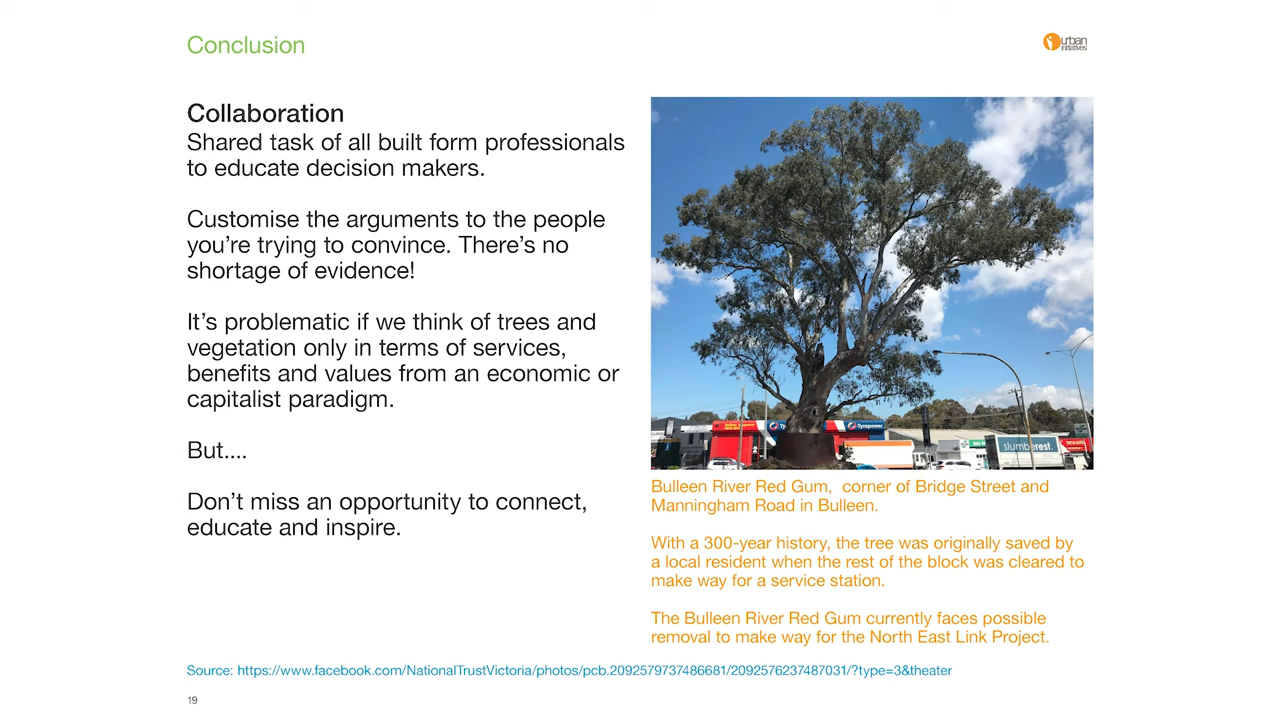 Conclusion
urban
initiatives
Collaboration
Shared task of all built form professionals
to educate decision makers.
Customise the arguments to the people
you're trying to convince. There's no
shortage of evidence!
It's problematic if we think of trees and
vegetation only in terms of services,
benefits and values from an economic or
capitalist paradigm.
But....
Don't miss an opportunity to connect,
educate and inspire.
Tyrepower
slumberest.
Bulleen River Red Gum,  corner of Bridge Street and
Manningham Road in Bulleen.
With a 300-year history, the tree was originally saved by
a local resident when the rest of the block was cleared to
make way for a service station.
The Bulleen River Red Gum currently faces possible
removal to make way for the North East Link Project.
Source: https://www.facebook.com/NationalTrustVictoria/photos/pcb.2092579737486681/2092576237487031/?type=3&theater
19